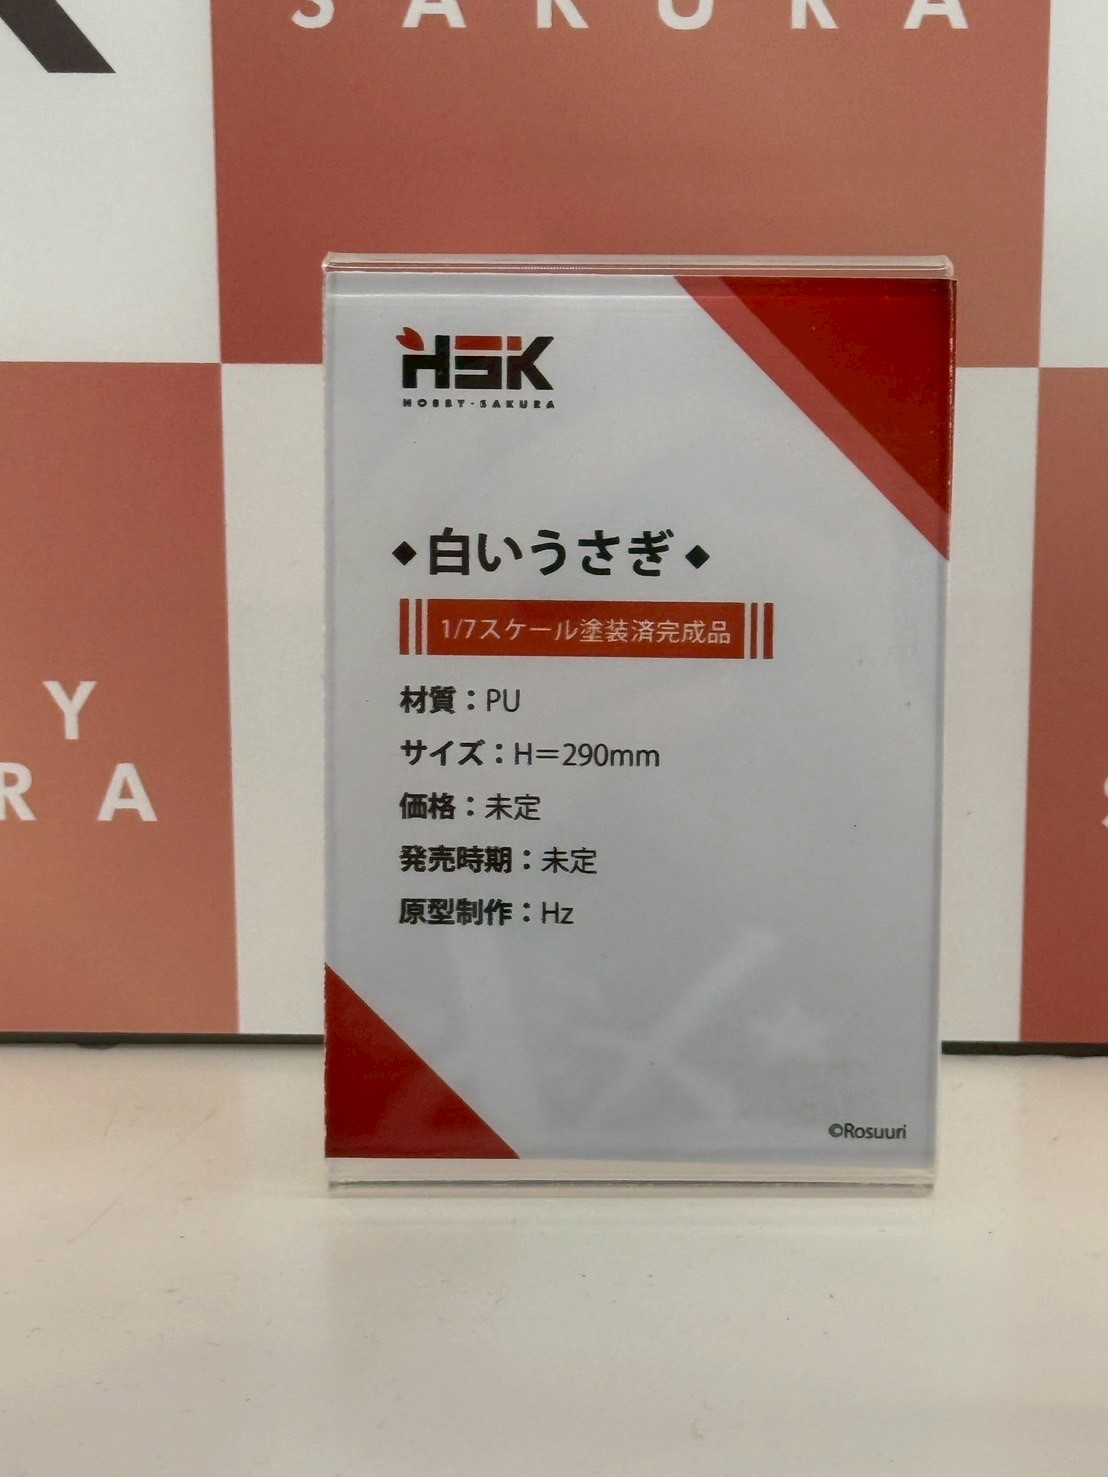 SAKURA
Y
RA
HSK
HOBBY·SAKURA
◆白いうさぎ◆
1/7スケール塗装済完成品
材質：PU
サイズ：H＝290mm
価格：未定
発売時期：未定
原型制作：Hz
©Rosuuri